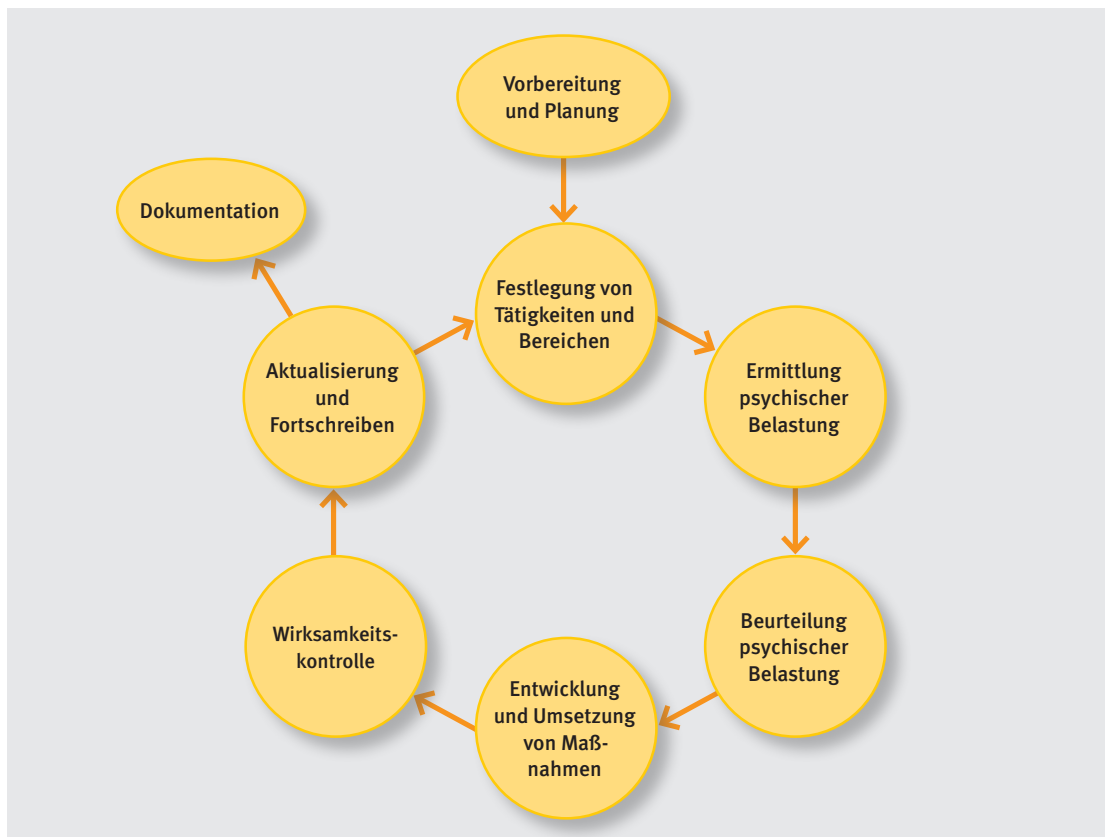 Vorbereitung
und Planung
Dokumentation
Festlegung von
Tätigkeiten und
Bereichen
Aktualisierung
und
Fortschreiben
Ermittlung
psychischer
Belastung
Wirksamkeits-
kontrolle
Beurteilung
psychischer
Belastung
Entwicklung
und Umsetzung
von Maß-
nahmen